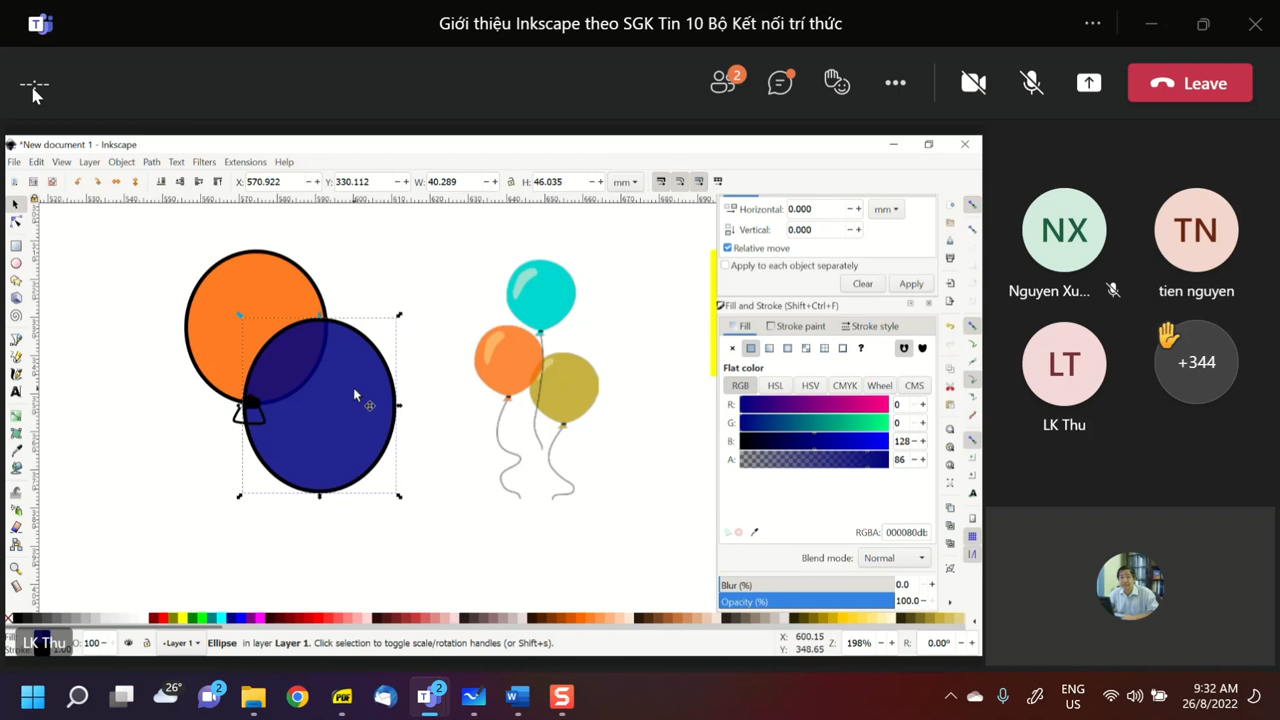 Giới thiệu Inkscape theo SGK Tin 10 Bộ Kết nối trí thức
2
Leave
*New document 1 - Inkscape
File Edit View Layer Object Path Text Filters Extensions Help
X: 570.922 Y: 330.112 W: 40.289 H: 46.035 mm
Horizontal: 0.000 mm
Vertical: 0.000
Relative move
Apply to each object separately
Clear Apply
Fill and Stroke (Shift+Ctrl+F)
Fill Stroke paint Stroke style
Flat color
RGB HSL HSV CMYK Wheel CMS
R: 0
G: 0
B: 128
A: 86
RGBA: 000080db
Blend mode: Normal
Blur (%) 0.0
Opacity (%) 100.0
LK Thu
O: 100
Layer 1
Ellipse in layer Layer 1. Click selection to toggle scale/rotation handles (or Shift+s).
X: 600.15
Y: 348.65
Z: 198%
R: 0.00°
NX
Nguyen Xu...
TN
tien nguyen
LT
LK Thu
+344
26°
2
PDF
2
ENG
US
9:32 AM
26/8/2022